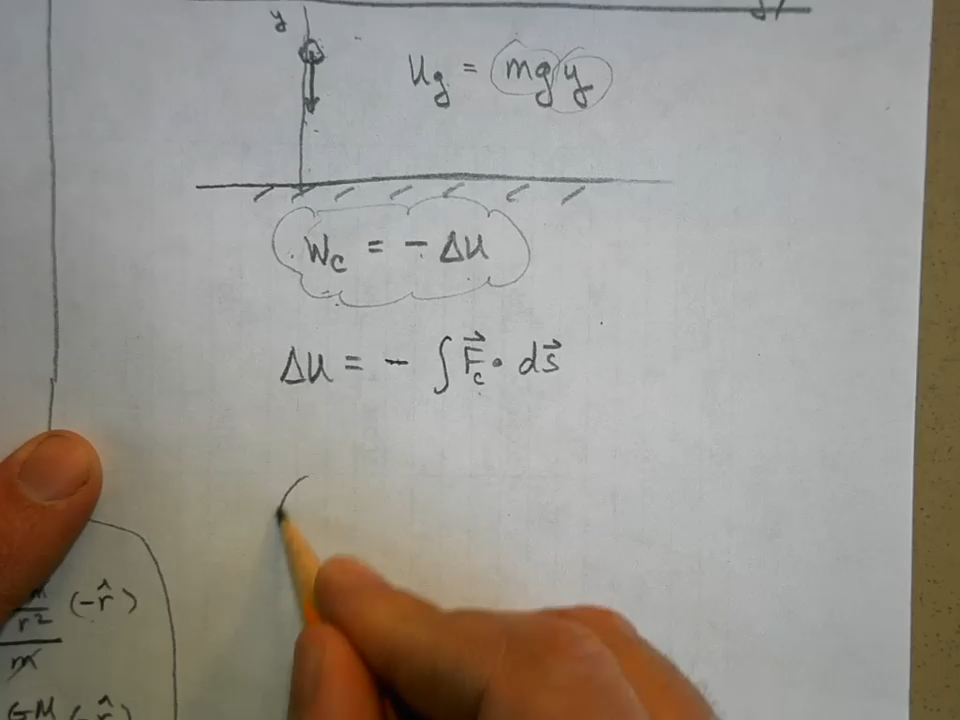 y
U_g = mgy
W_c = - ΔU
ΔU = - ∫ F⃗_c • ds⃗
r² (-r̂)
m
GM (-r̂)